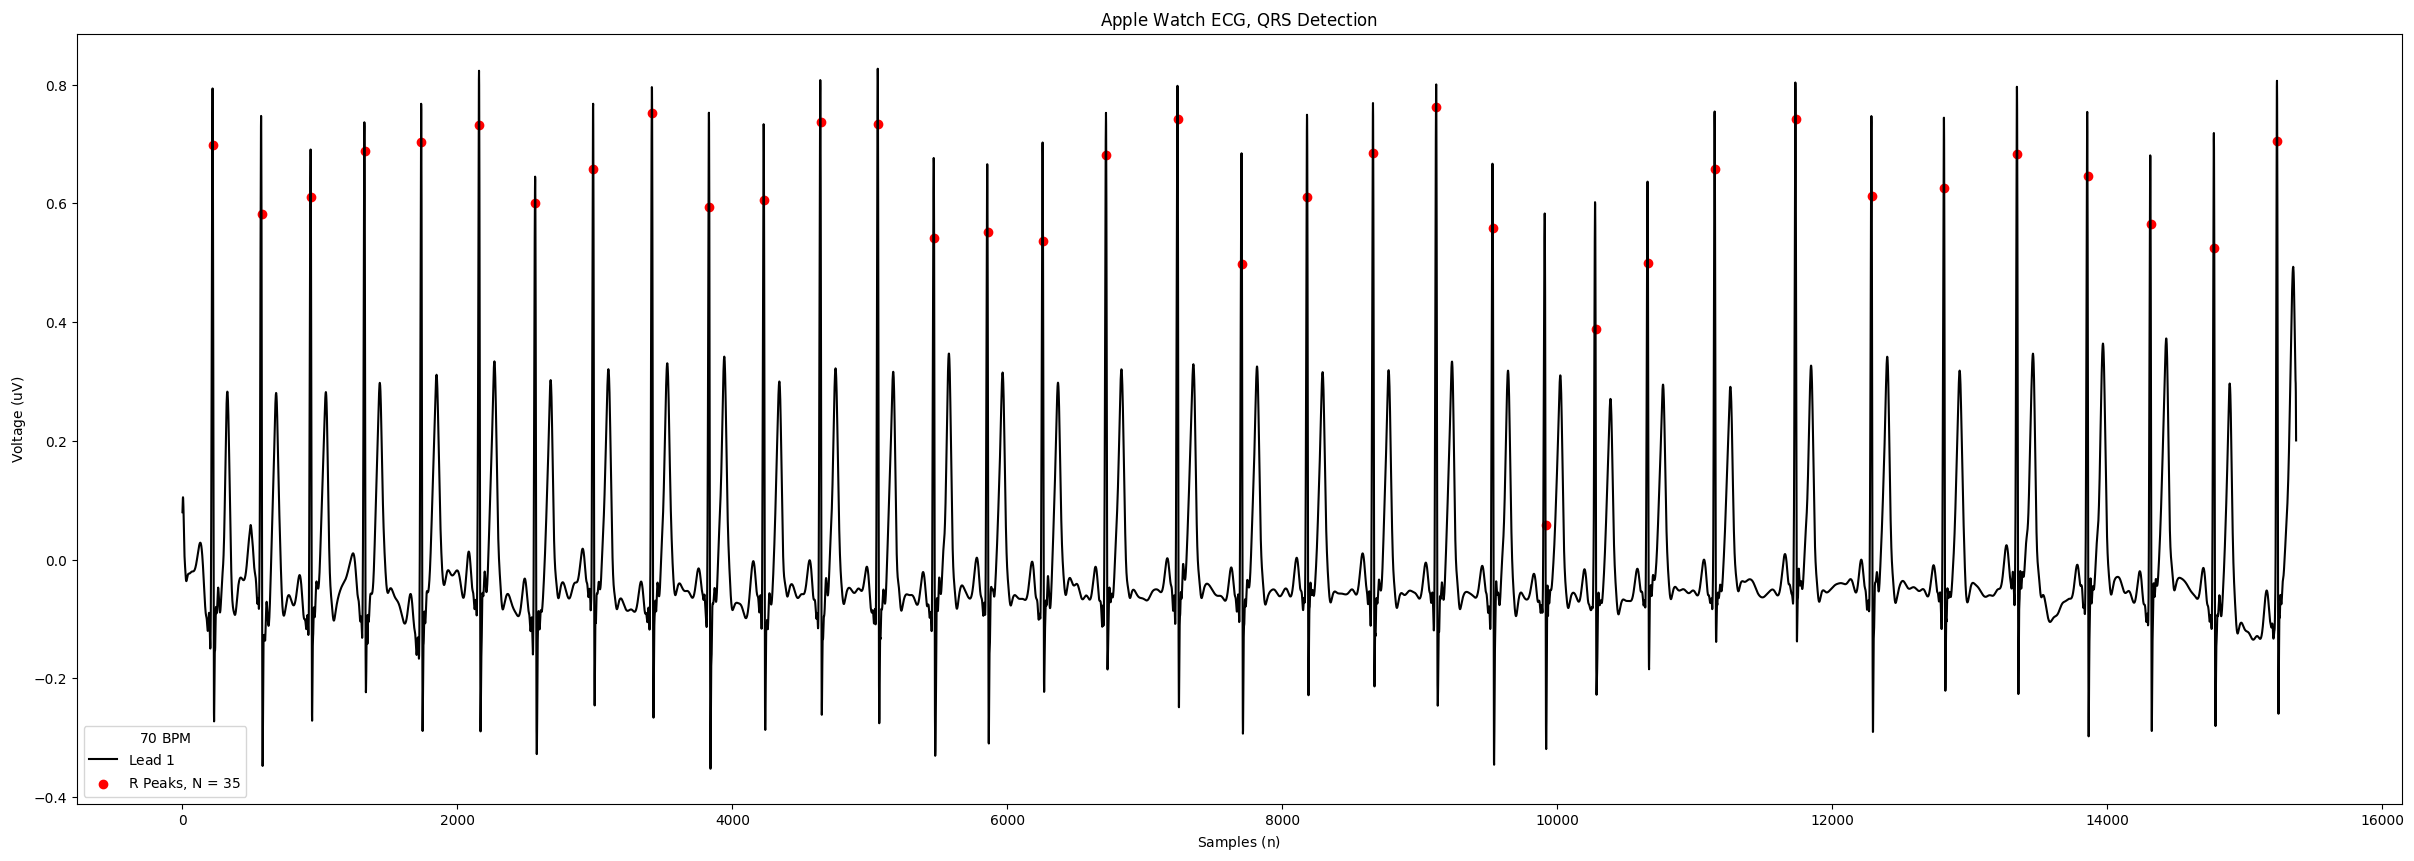 Apple Watch ECG, QRS Detection
0.8
0.6
0.4
0.2
0.0
−0.2
−0.4
Voltage (uV)
70 BPM
Lead 1
R Peaks, N = 35
0 2000 4000 6000 8000 10000 12000 14000 16000
Samples (n)